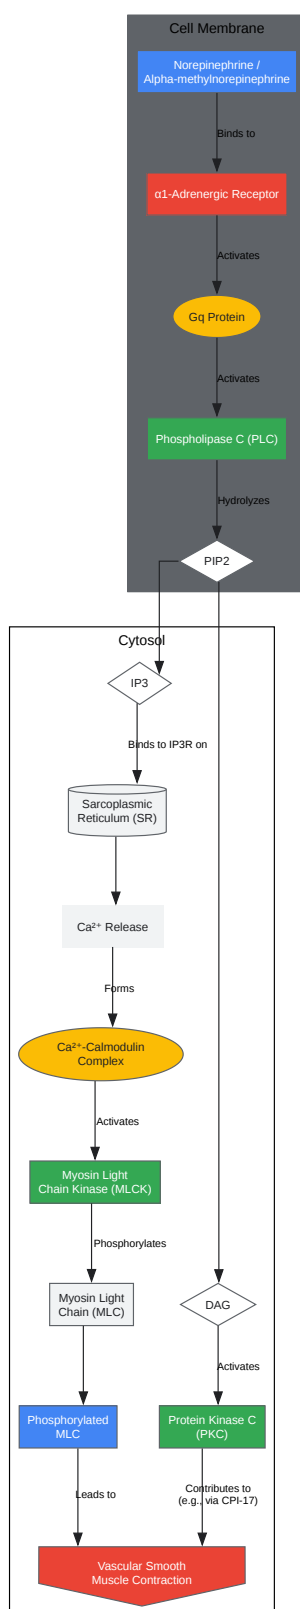 Cell Membrane
Norepinephrine /
Alpha-methylnorepinephrine
Binds to
α1-Adrenergic Receptor
Activates
Gq Protein
Activates
Phospholipase C (PLC)
Hydrolyzes
PIP2
Cytosol
IP3
Binds to IP3R on
Sarcoplasmic
Reticulum (SR)
Ca²⁺ Release
Forms
Ca²⁺-Calmodulin
Complex
Activates
Myosin Light
Chain Kinase (MLCK)
Phosphorylates
Myosin Light
Chain (MLC)
DAG
Activates
Phosphorylated
MLC
Protein Kinase C
(PKC)
Leads to
Contributes to
(e.g., via CPI-17)
Vascular Smooth
Muscle Contraction